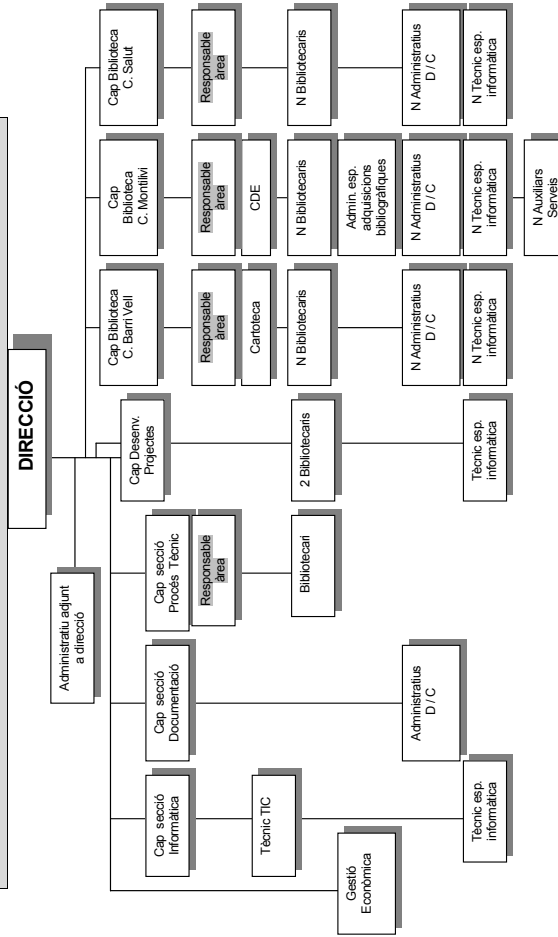 DIRECCIÓ
Administratiu adjunt
a direcció
Cap secció
Informàtica
Tècnic TIC
Tècnic esp.
informàtica
Gestió
Econòmica
Cap secció
Documentació
Administratius
D / C
Cap secció
Procés Tècnic
Responsable
àrea
Bibliotecari
Cap Desenv.
Projectes
2 Bibliotecaris
Tècnic esp.
informàtica
Cap Biblioteca
C. Barri Vell
Responsable
àrea
Cartoteca
N Bibliotecaris
N Administratius
D / C
N Tècnic esp.
informàtica
Cap
Biblioteca
C. Montilivi
Responsable
àrea
CDE
N Bibliotecaris
Admin. esp.
adquisicions
bibliogràfiques
N Administratius
D / C
N Tècnic esp.
informàtica
N Auxiliars
Serveis
Cap Biblioteca
C. Salut
Responsable
àrea
N Bibliotecaris
N Administratius
D / C
N Tècnic esp.
informàtica